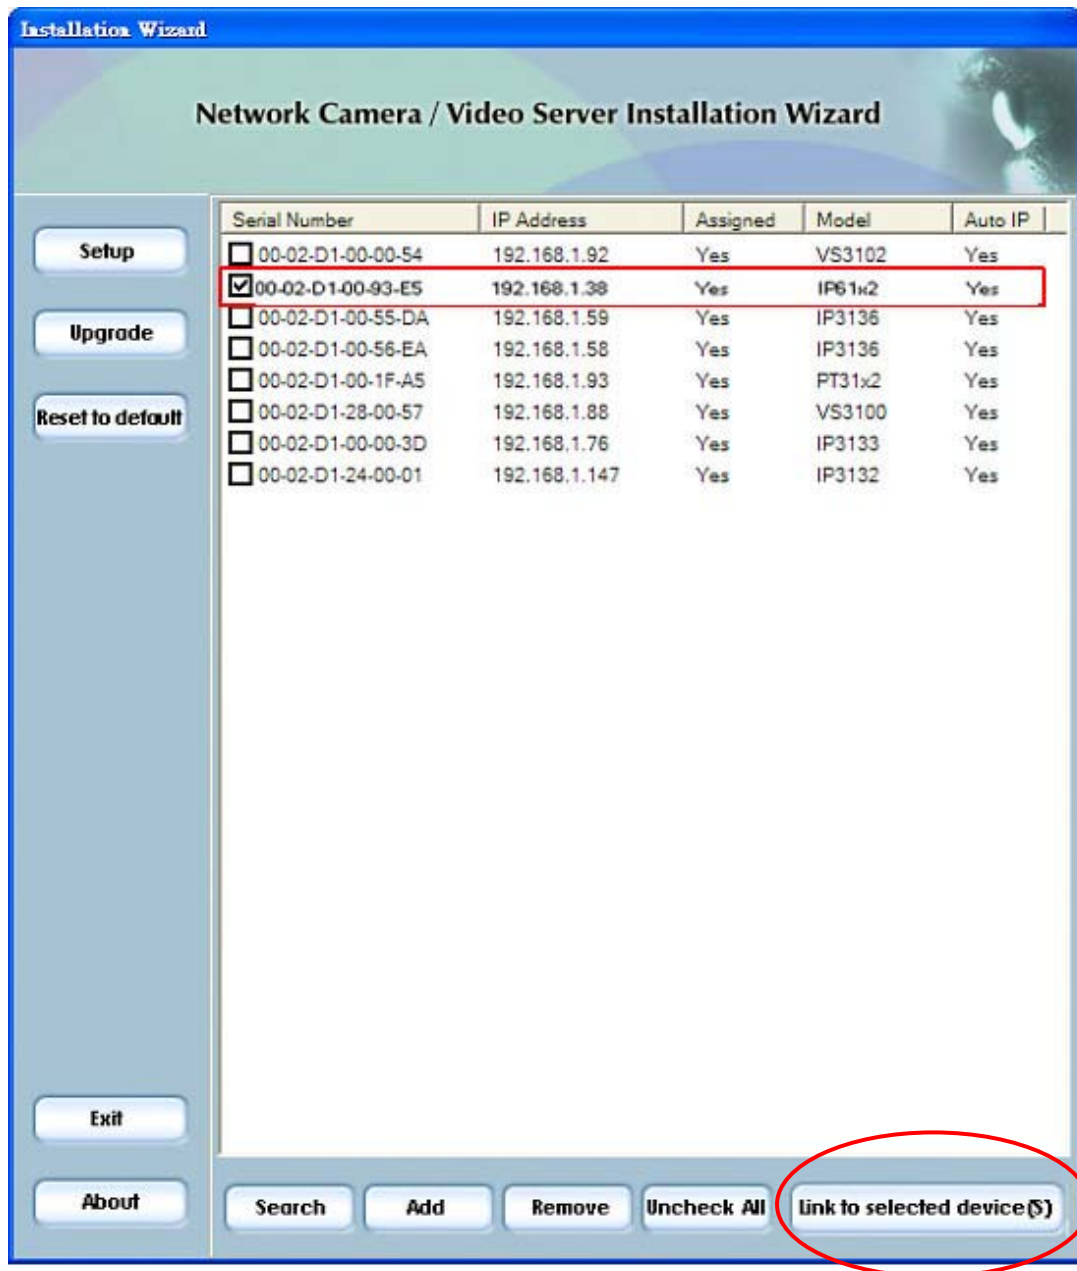 Installation Wizard
Network Camera / Video Server Installation Wizard
Setup
Upgrade
Reset to default
Serial Number IP Address Assigned Model Auto IP
00-02-D1-00-00-54 192.168.1.92 Yes VS3102 Yes
00-02-D1-00-93-E5 192.168.1.38 Yes IP61x2 Yes
00-02-D1-00-55-DA 192.168.1.59 Yes IP3136 Yes
00-02-D1-00-56-EA 192.168.1.58 Yes IP3136 Yes
00-02-D1-00-1F-A5 192.168.1.93 Yes PT31x2 Yes
00-02-D1-28-00-57 192.168.1.88 Yes VS3100 Yes
00-02-D1-00-00-3D 192.168.1.76 Yes IP3133 Yes
00-02-D1-24-00-01 192.168.1.147 Yes IP3132 Yes
Exit
About
Search Add Remove Uncheck All Link to selected device(S)